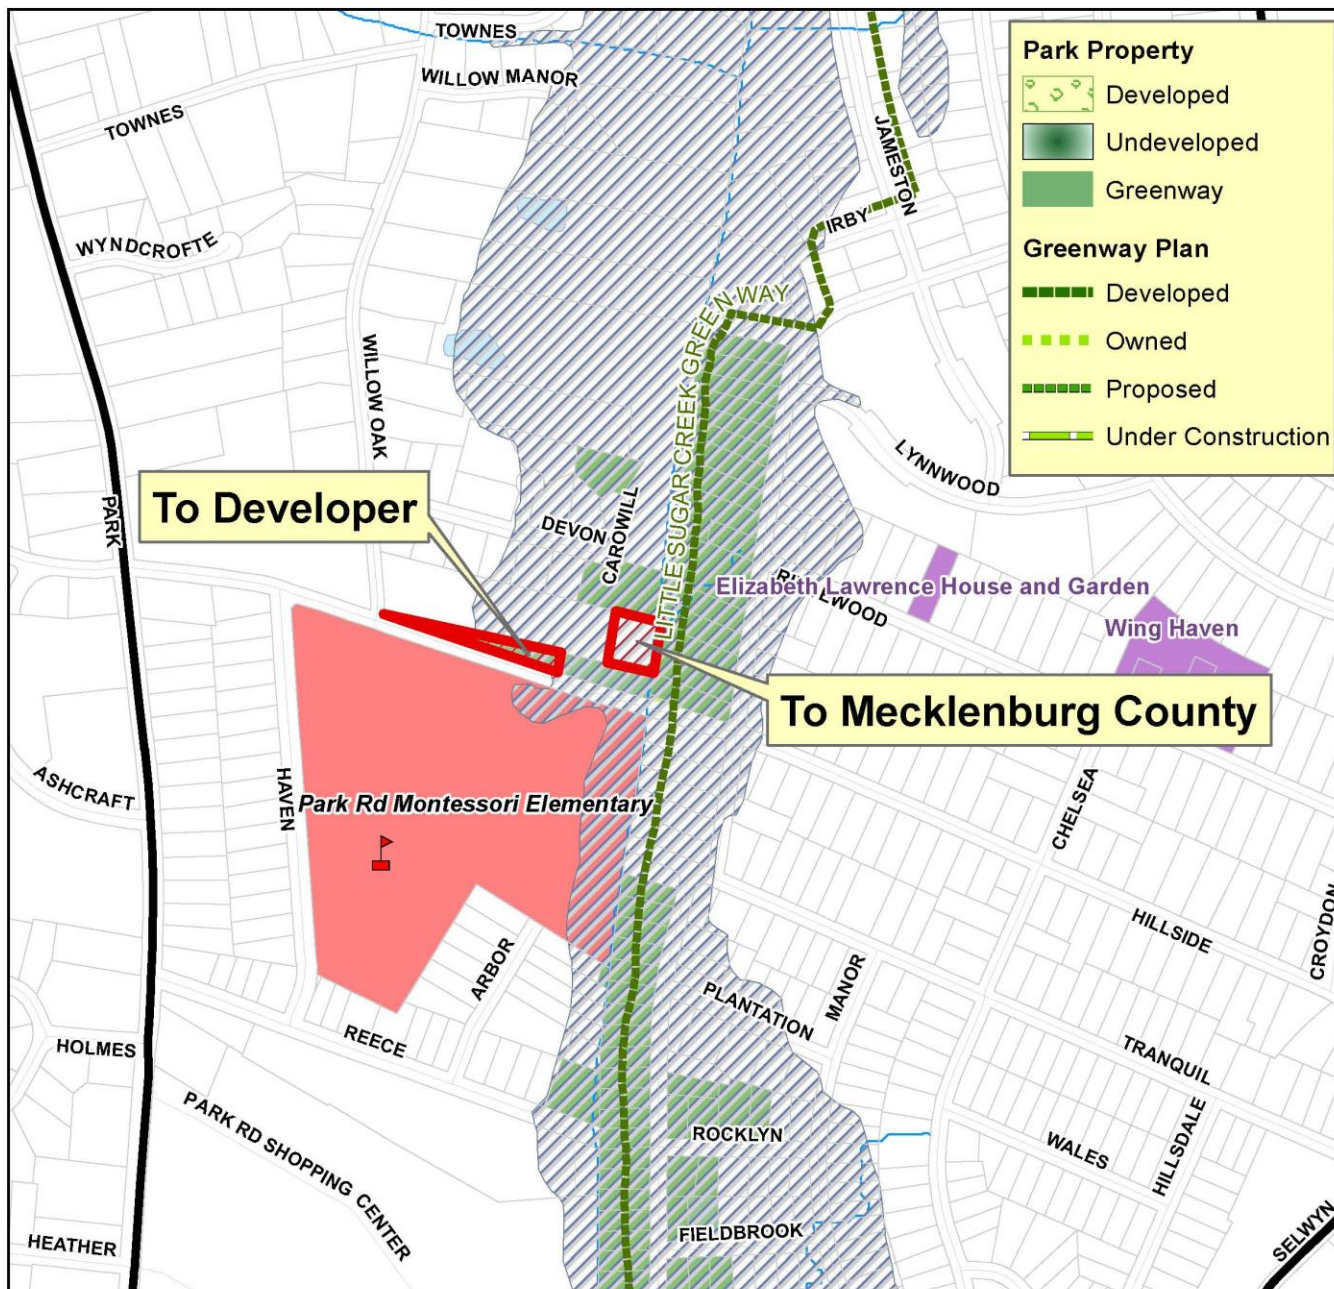 TOWNES
WILLOW MANOR
TOWNES
WYNDCROFTE
JAMESTON
IRBY
Park Property
Developed
Undeveloped
Greenway
Greenway Plan
Developed
Owned
Proposed
Under Construction
WILLOW OAK
LITTLE SUGAR CREEK GREEN WAY
LYNNWOOD
PARK
To Developer
DEVON
CAROWILL
Elizabeth Lawrence House and Garden
Wing Haven
To Mecklenburg County
ASHCRAFT
HAVEN
Park Rd Montessori Elementary
CHELSEA
HILLSIDE
CROYDON
ARBOR
MANOR
PLANTATION
REECE
HOLMES
TRANQUIL
PARK RD SHOPPING CENTER
ROCKLYN
WALES
HILLSDALE
FIELDBROOK
HEATHER
SELWYN